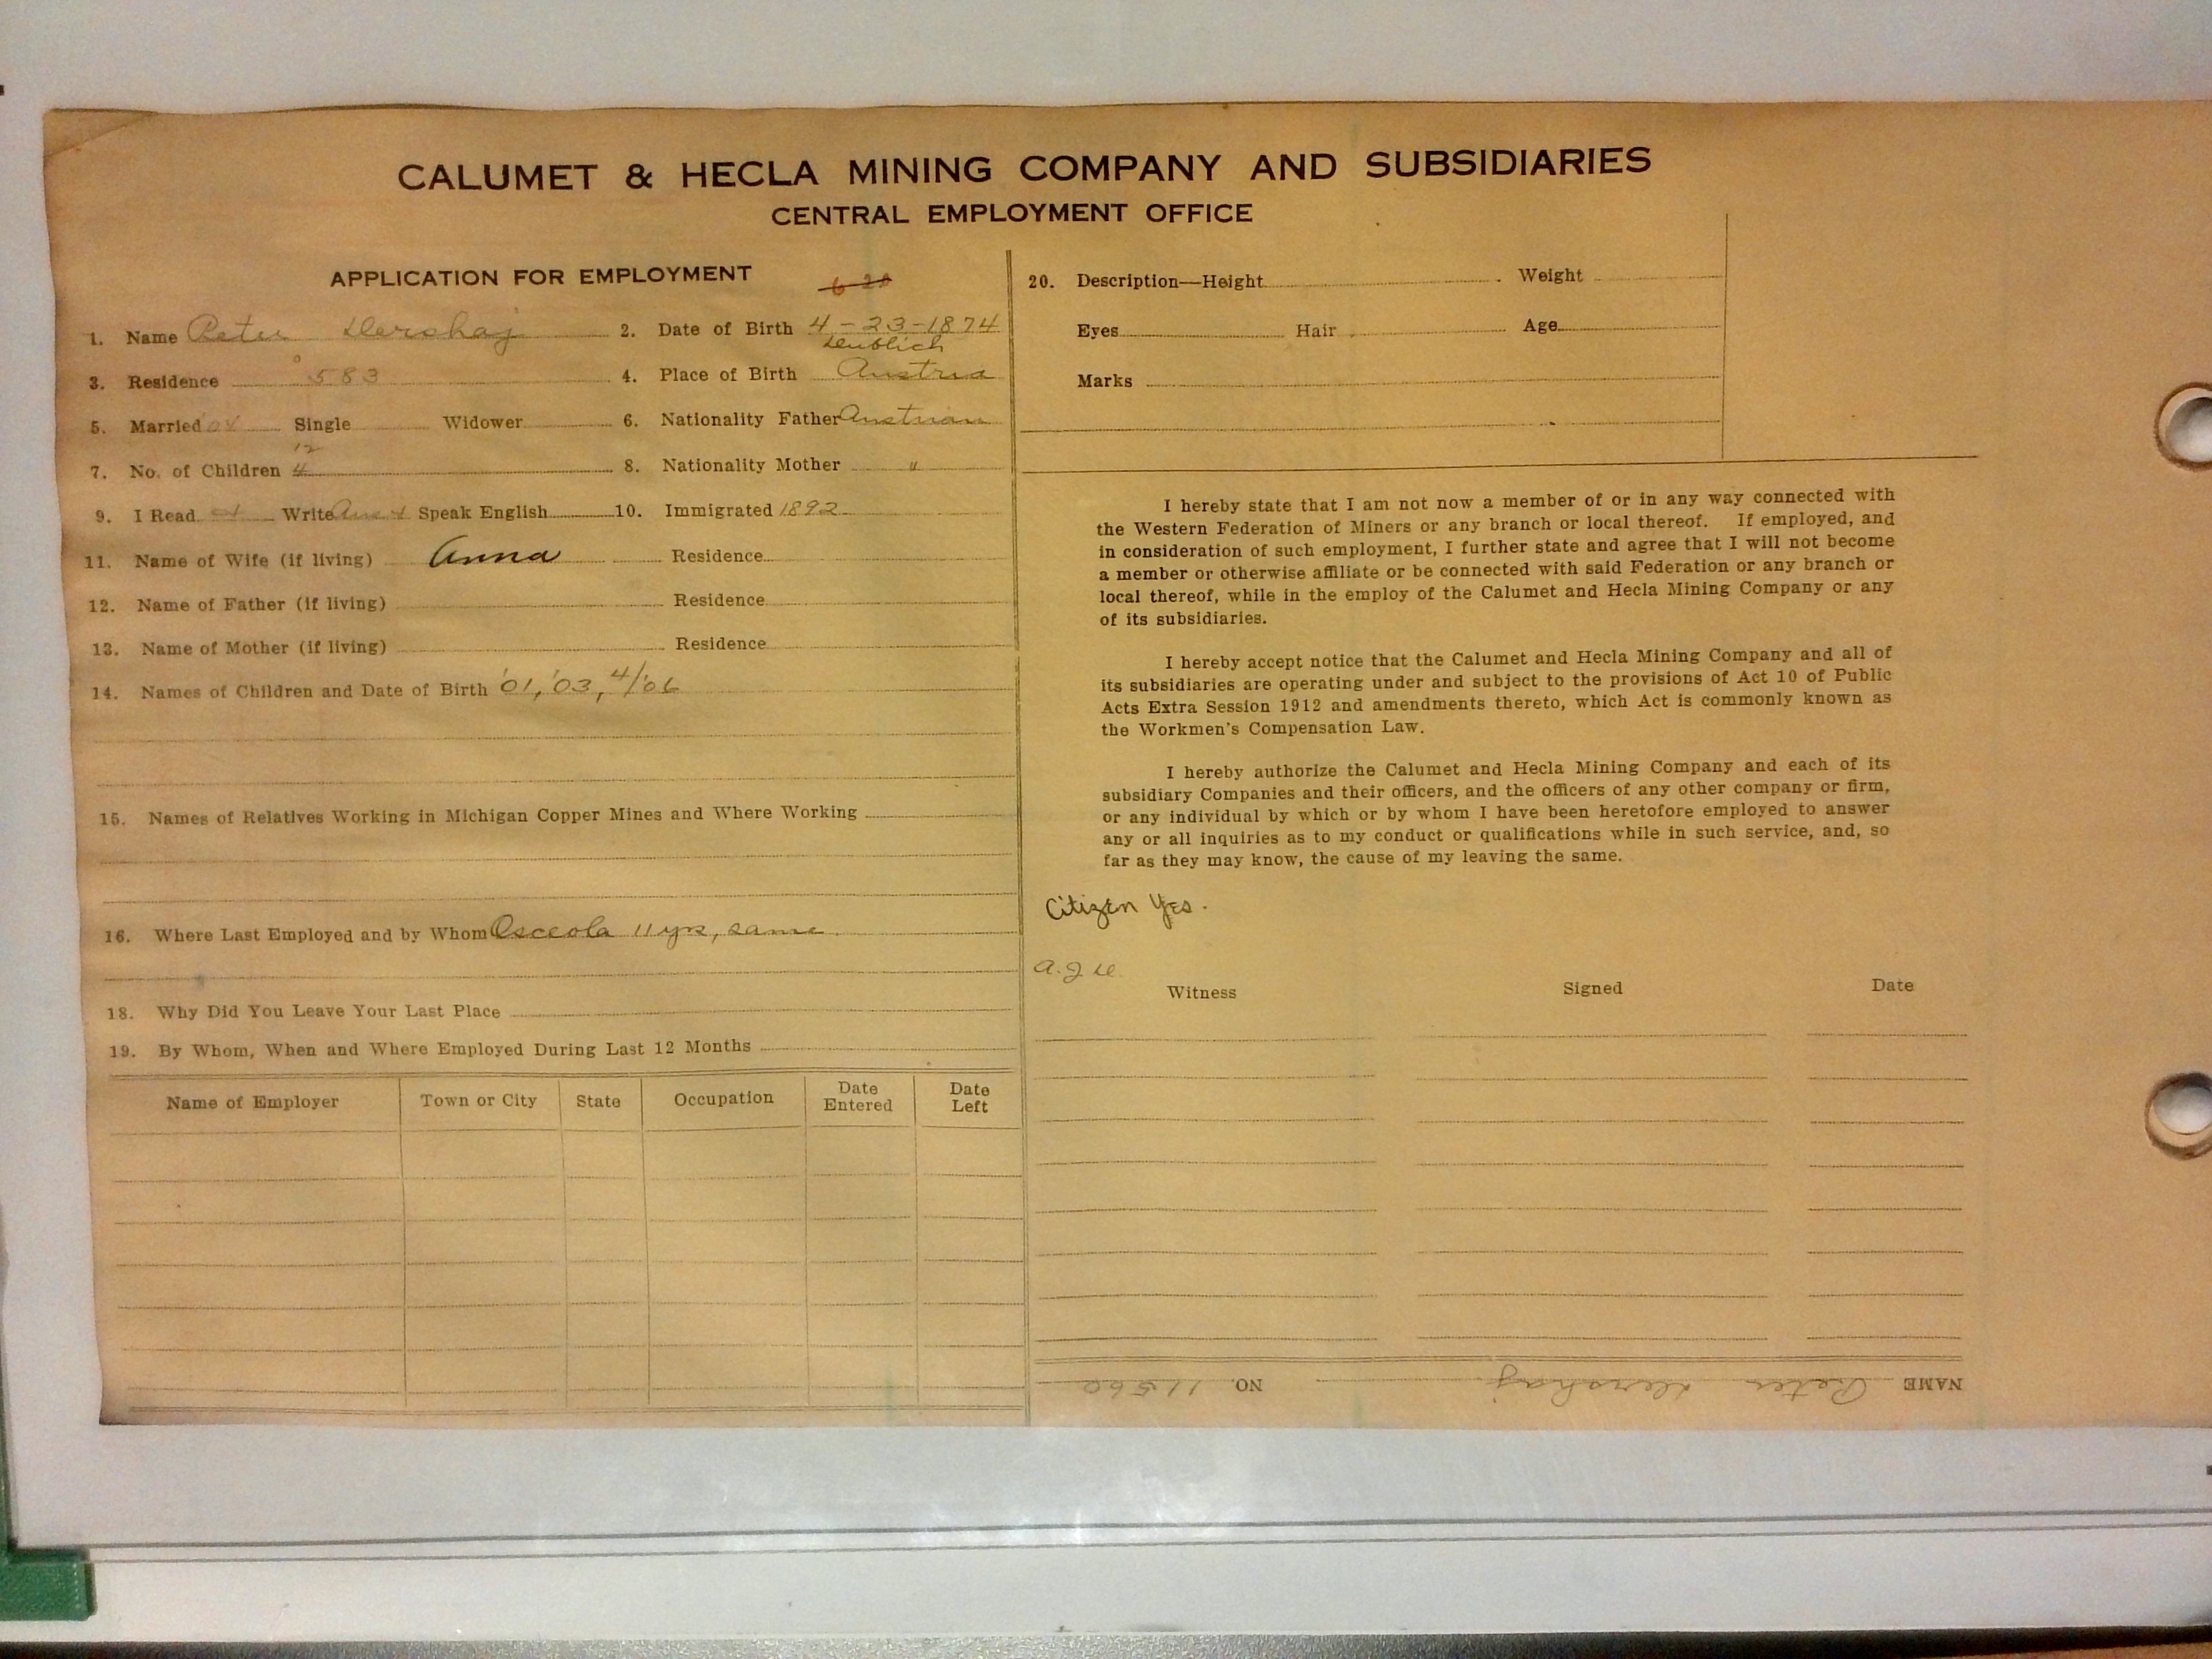 CALUMET & HECLA MINING COMPANY AND SUBSIDIARIES
CENTRAL EMPLOYMENT OFFICE
APPLICATION FOR EMPLOYMENT
1. Name Peter 2. Date of Birth 4-23-1874
3. Residence 583 4. Place of Birth Austria
5. Married Single Widower 6. Nationality Father Austrian
12
7. No. of Children 4 8. Nationality Mother "
9. I Read Write Speak English 10. Immigrated 1892
11. Name of Wife (if living) Anna Residence
12. Name of Father (if living) Residence
13. Name of Mother (if living) Residence
14. Names of Children and Date of Birth '01, '03, 4/'06
15. Names of Relatives Working in Michigan Copper Mines and Where Working
16. Where Last Employed and by Whom Osceola 11 yrs, same
18. Why Did You Leave Your Last Place
19. By Whom, When and Where Employed During Last 12 Months
Name of Employer Town or City State Occupation Date Entered Date Left
20. Description—Height Weight
Eyes Hair Age
Marks
I hereby state that I am not now a member of or in any way connected with
the Western Federation of Miners or any branch or local thereof. If employed, and
in consideration of such employment, I further state and agree that I will not become
a member or otherwise affiliate or be connected with said Federation or any branch or
local thereof, while in the employ of the Calumet and Hecla Mining Company or any
of its subsidiaries.
I hereby accept notice that the Calumet and Hecla Mining Company and all of
its subsidiaries are operating under and subject to the provisions of Act 10 of Public
Acts Extra Session 1912 and amendments thereto, which Act is commonly known as
the Workmen's Compensation Law.
I hereby authorize the Calumet and Hecla Mining Company and each of its
subsidiary Companies and their officers, and the officers of any other company or firm,
or any individual by which or by whom I have been heretofore employed to answer
any or all inquiries as to my conduct or qualifications while in such service, and, so
far as they may know, the cause of my leaving the same.
Citizen Yes.
Witness Signed Date
NAME Peter NO. 11560